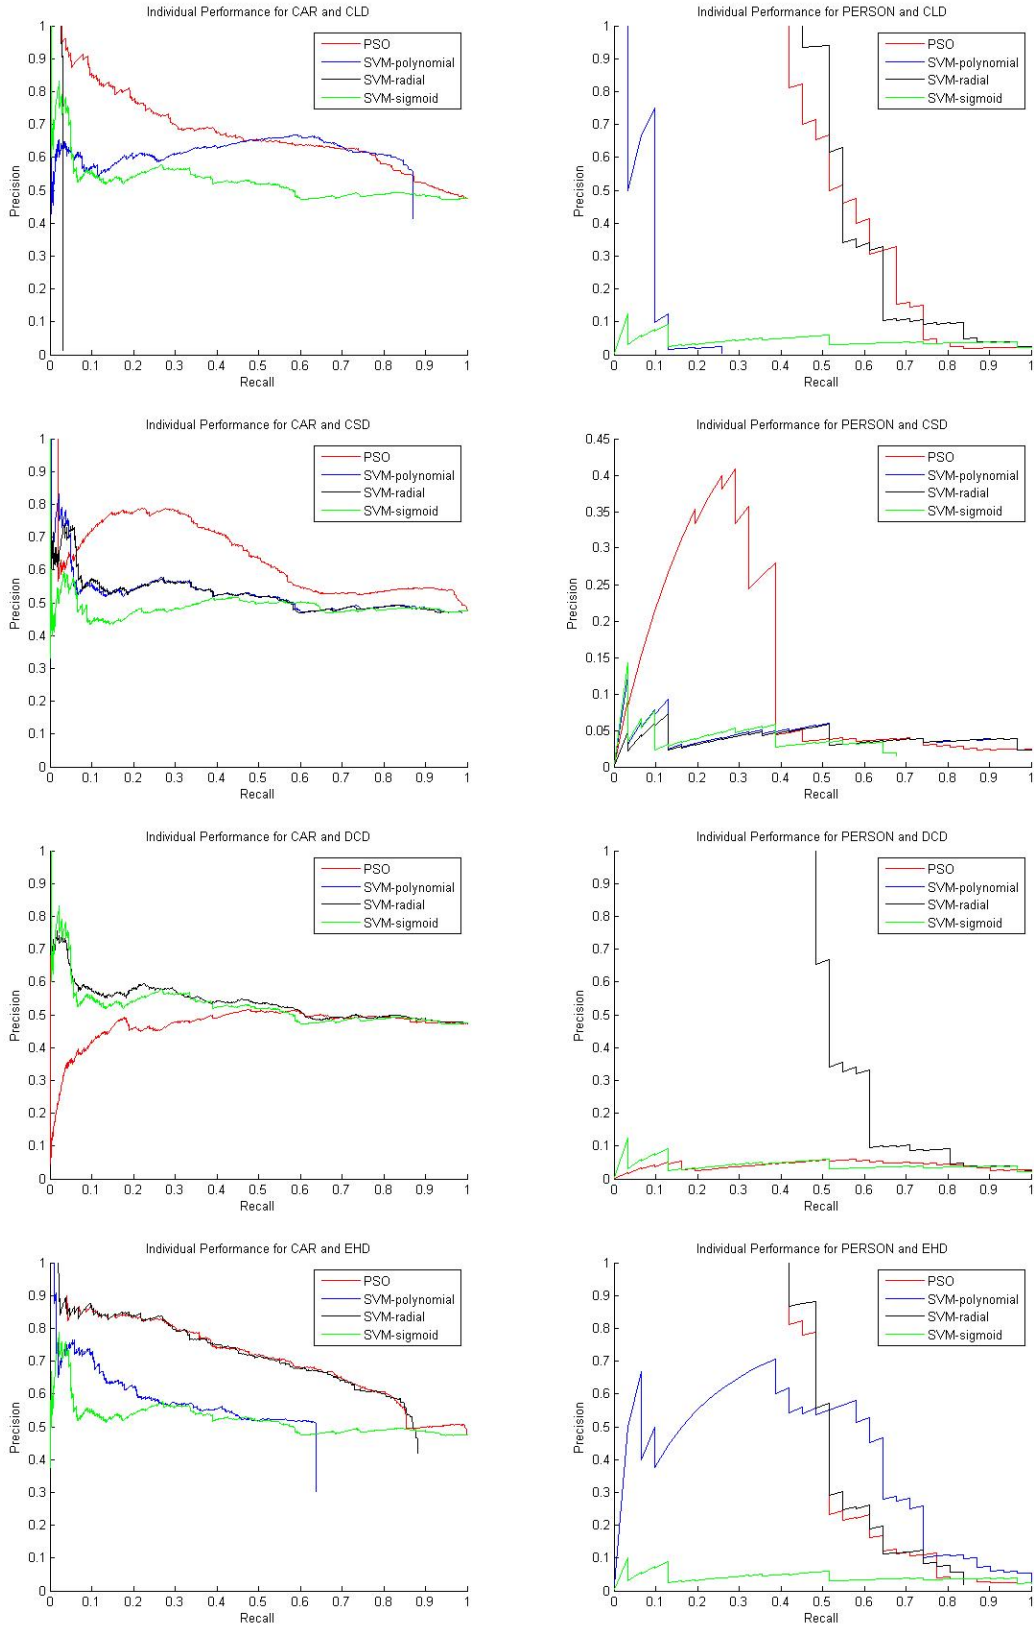 Individual Performance for CAR and CLD
PSO
SVM-polynomial
SVM-radial
SVM-sigmoid
Precision
1
0.9
0.8
0.7
0.6
0.5
0.4
0.3
0.2
0.1
0
0 0.1 0.2 0.3 0.4 0.5 0.6 0.7 0.8 0.9 1
Recall
Individual Performance for PERSON and CLD
PSO
SVM-polynomial
SVM-radial
SVM-sigmoid
Precision
1
0.9
0.8
0.7
0.6
0.5
0.4
0.3
0.2
0.1
0
0 0.1 0.2 0.3 0.4 0.5 0.6 0.7 0.8 0.9 1
Recall
Individual Performance for CAR and CSD
PSO
SVM-polynomial
SVM-radial
SVM-sigmoid
Precision
1
0.9
0.8
0.7
0.6
0.5
0.4
0.3
0.2
0.1
0
0 0.1 0.2 0.3 0.4 0.5 0.6 0.7 0.8 0.9 1
Recall
Individual Performance for PERSON and CSD
PSO
SVM-polynomial
SVM-radial
SVM-sigmoid
Precision
0.45
0.4
0.35
0.3
0.25
0.2
0.15
0.1
0.05
0
0 0.1 0.2 0.3 0.4 0.5 0.6 0.7 0.8 0.9 1
Recall
Individual Performance for CAR and DCD
PSO
SVM-polynomial
SVM-radial
SVM-sigmoid
Precision
1
0.9
0.8
0.7
0.6
0.5
0.4
0.3
0.2
0.1
0
0 0.1 0.2 0.3 0.4 0.5 0.6 0.7 0.8 0.9 1
Recall
Individual Performance for PERSON and DCD
PSO
SVM-polynomial
SVM-radial
SVM-sigmoid
Precision
1
0.9
0.8
0.7
0.6
0.5
0.4
0.3
0.2
0.1
0
0 0.1 0.2 0.3 0.4 0.5 0.6 0.7 0.8 0.9 1
Recall
Individual Performance for CAR and EHD
PSO
SVM-polynomial
SVM-radial
SVM-sigmoid
Precision
1
0.9
0.8
0.7
0.6
0.5
0.4
0.3
0.2
0.1
0
0 0.1 0.2 0.3 0.4 0.5 0.6 0.7 0.8 0.9 1
Recall
Individual Performance for PERSON and EHD
PSO
SVM-polynomial
SVM-radial
SVM-sigmoid
Precision
1
0.9
0.8
0.7
0.6
0.5
0.4
0.3
0.2
0.1
0
0 0.1 0.2 0.3 0.4 0.5 0.6 0.7 0.8 0.9 1
Recall